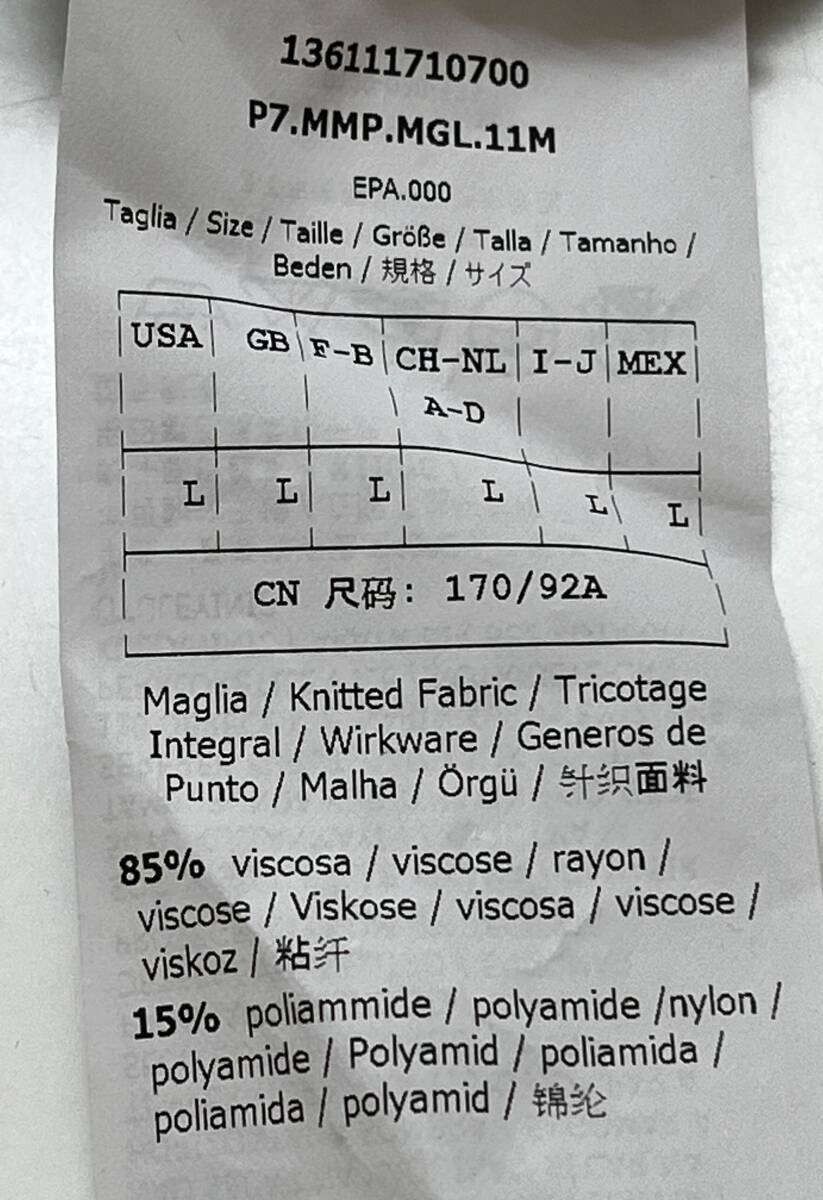 136111710700
P7.MMP.MGL.11M
EPA.000
Taglia / Size / Taille / Größe / Talla / Tamanho /
Beden / 規格 / サイズ
USA GB F-B CH-NL I-J MEX
A-D
L L L L L L
CN 尺码: 170/92A
Maglia / Knitted Fabric / Tricotage
Integral / Wirkware / Generos de
Punto / Malha / Örgü / 针织面料
85% viscosa / viscose / rayon /
viscose / Viskose / viscosa / viscose /
viskoz / 粘纤
15% poliammide / polyamide /nylon /
polyamide / Polyamid / poliamida /
poliamida / polyamid / 锦纶